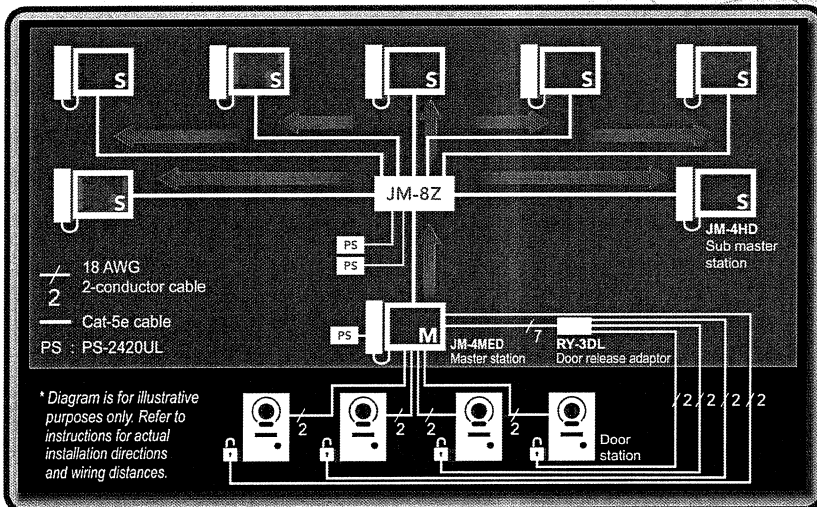 S
S
S
S
S
S
JM-8Z
S
JM-4HD
Sub master
station
PS
PS
/
2
18 AWG
2-conductor cable
Cat-5e cable
PS : PS-2420UL
PS
M
JM-4MED
Master station
/7
RY-3DL
Door release adaptor
* Diagram is for illustrative
purposes only. Refer to
instructions for actual
installation directions
and wiring distances.
/2
/2
/2
/2
/2
/2
/2
/2
Door
station